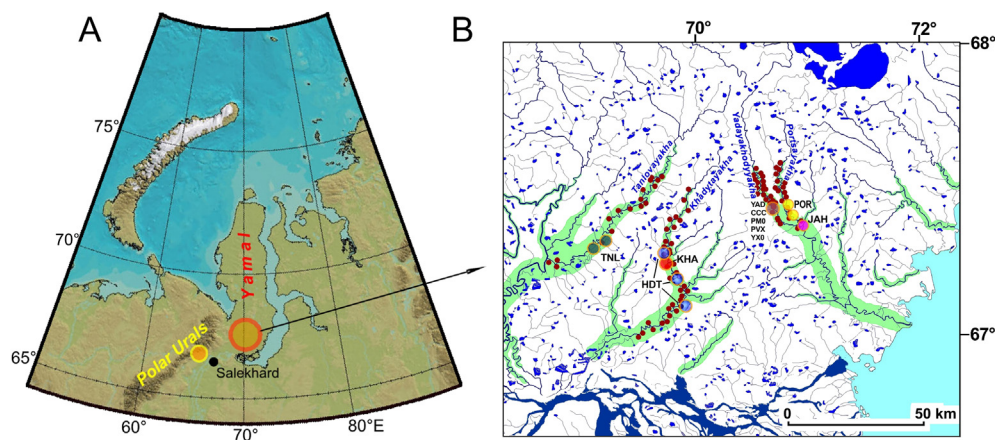 A
75°
70°
65°
60°
70°
80°E
Yamal
Polar Urals
Salekhard
B
70°
72°
68°
67°
Tanlovayakha
Khadytayakha
Yadayakhodyyakha
Portsayakha
YAD
CCC
PM0
PVX
YX0
POR
JAH
TNL
KHA
HDT
0
50 km